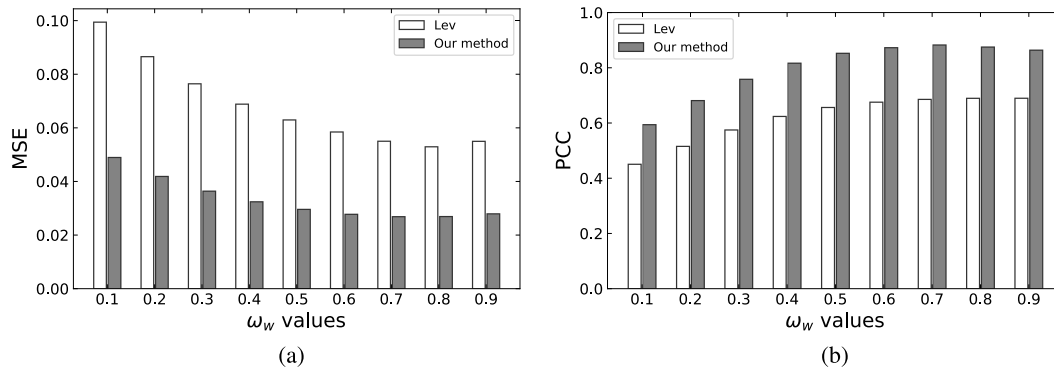 0.10
0.08
0.06
0.04
0.02
0.00
MSE
Lev
Our method
0.1 0.2 0.3 0.4 0.5 0.6 0.7 0.8 0.9
ω_w values
(a)
1.0
0.8
0.6
0.4
0.2
0.0
PCC
Lev
Our method
0.1 0.2 0.3 0.4 0.5 0.6 0.7 0.8 0.9
ω_w values
(b)